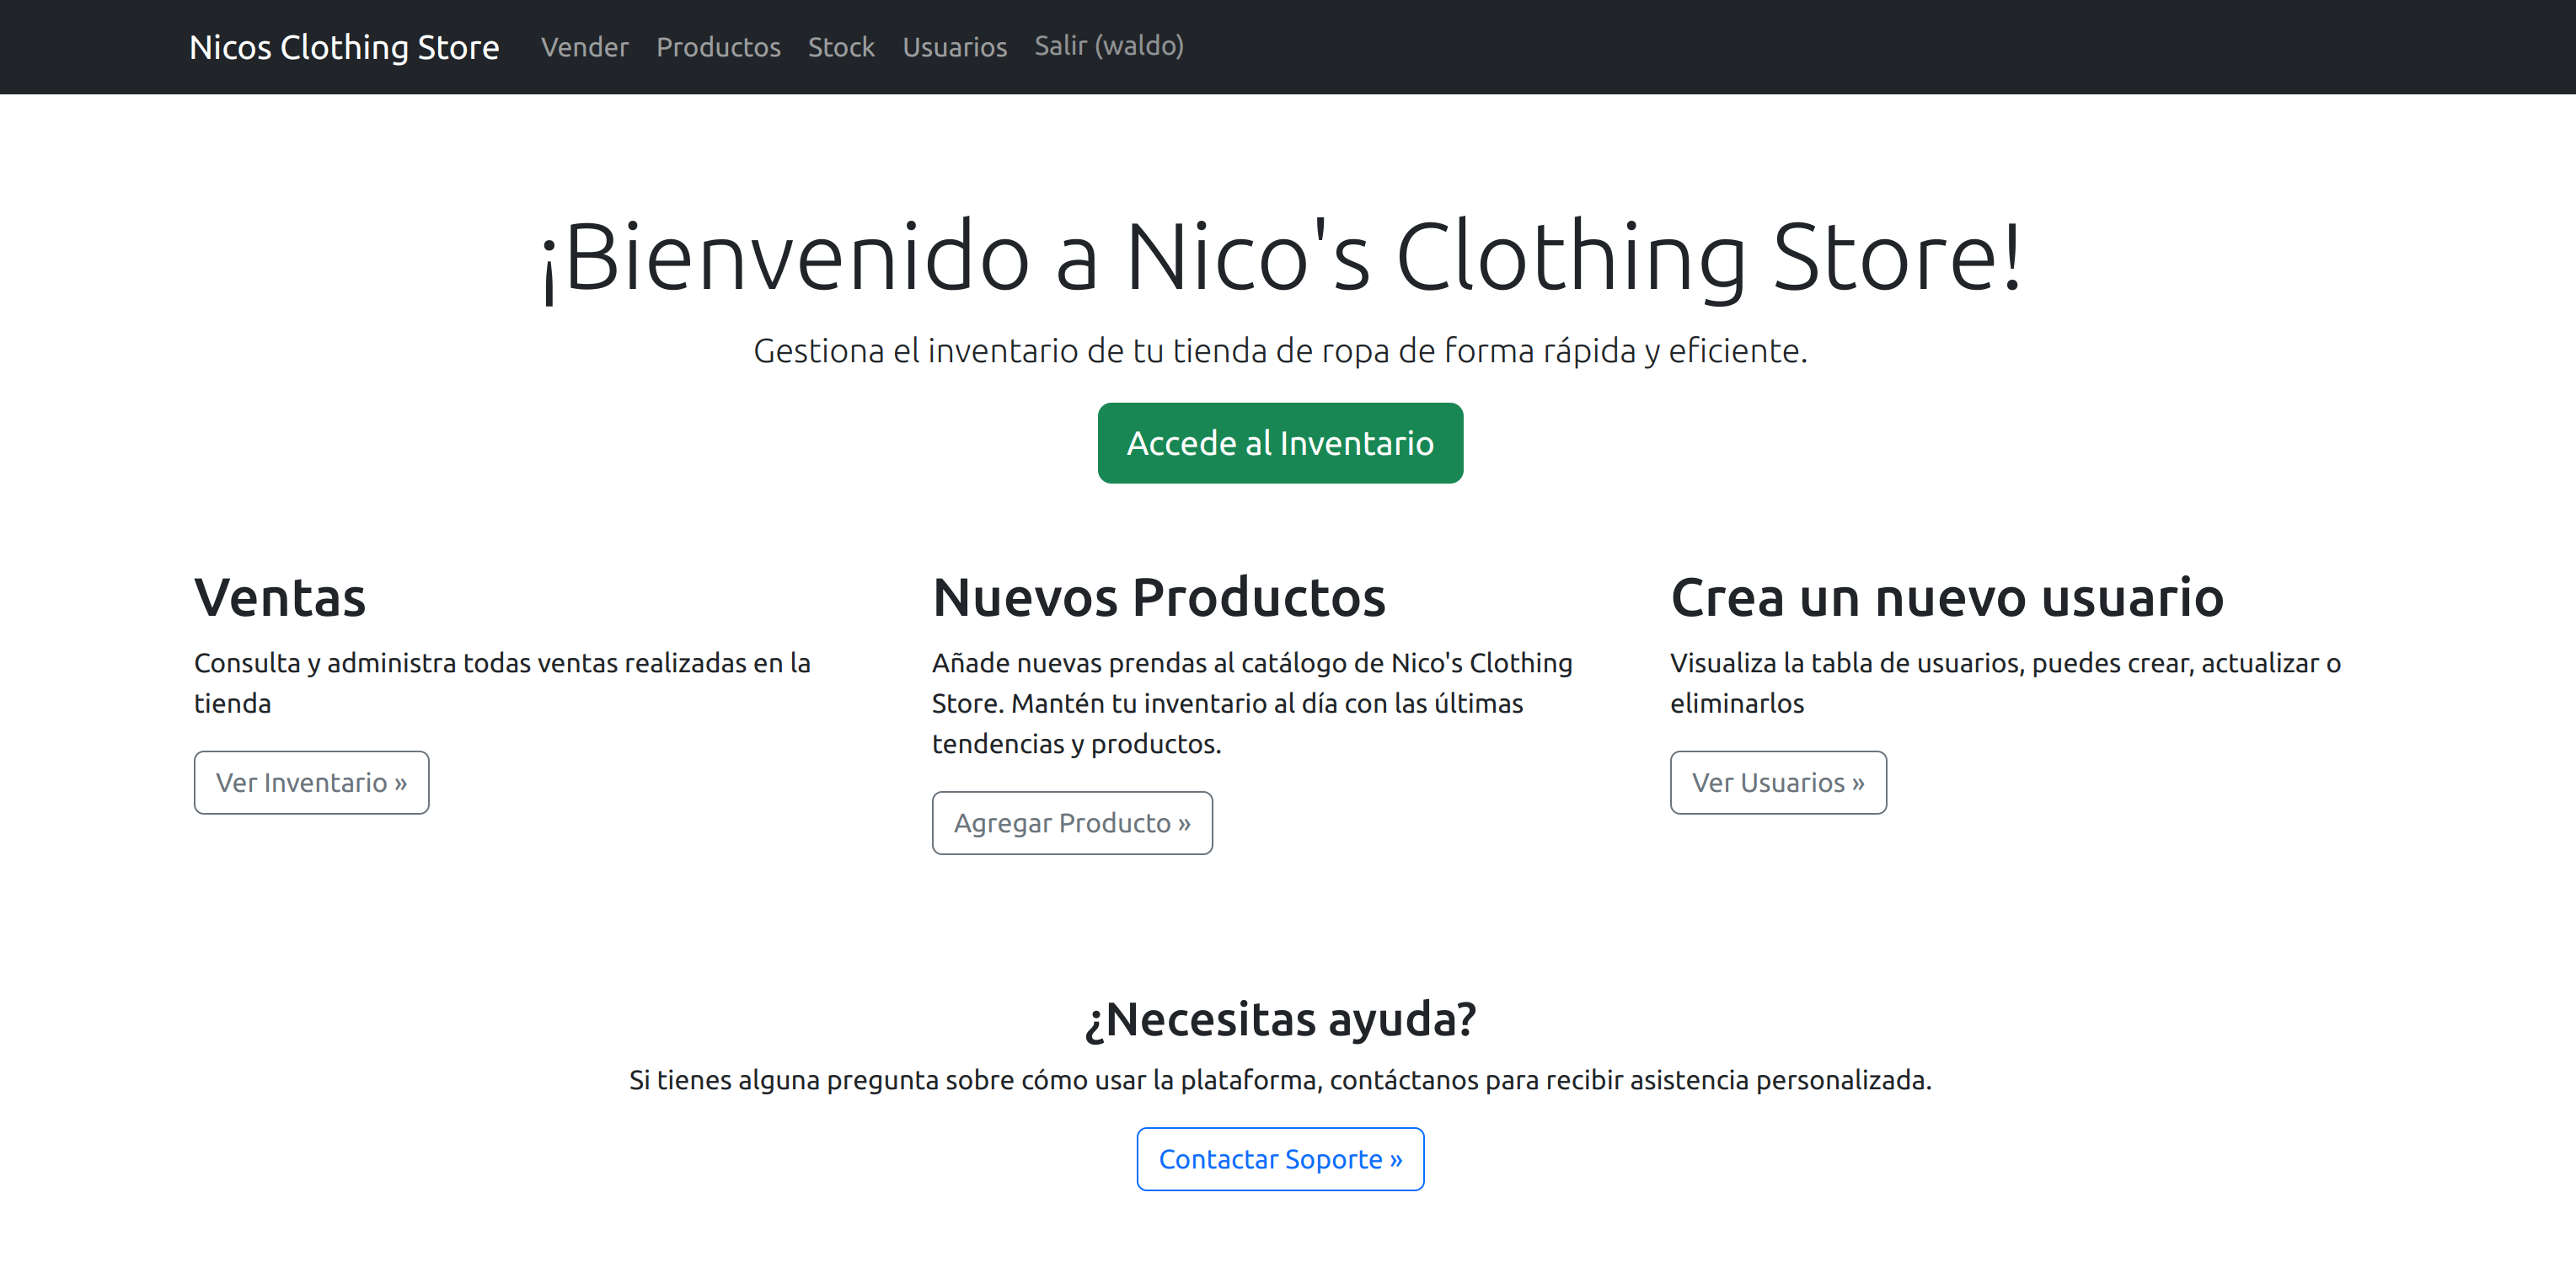 Nicos Clothing Store Vender Productos Stock Usuarios Salir (waldo)
¡Bienvenido a Nico's Clothing Store!
Gestiona el inventario de tu tienda de ropa de forma rápida y eficiente.
Accede al Inventario
Ventas
Consulta y administra todas ventas realizadas en la
tienda
Ver Inventario »
Nuevos Productos
Añade nuevas prendas al catálogo de Nico's Clothing
Store. Mantén tu inventario al día con las últimas
tendencias y productos.
Agregar Producto »
Crea un nuevo usuario
Visualiza la tabla de usuarios, puedes crear, actualizar o
eliminarlos
Ver Usuarios »
¿Necesitas ayuda?
Si tienes alguna pregunta sobre cómo usar la plataforma, contáctanos para recibir asistencia personalizada.
Contactar Soporte »